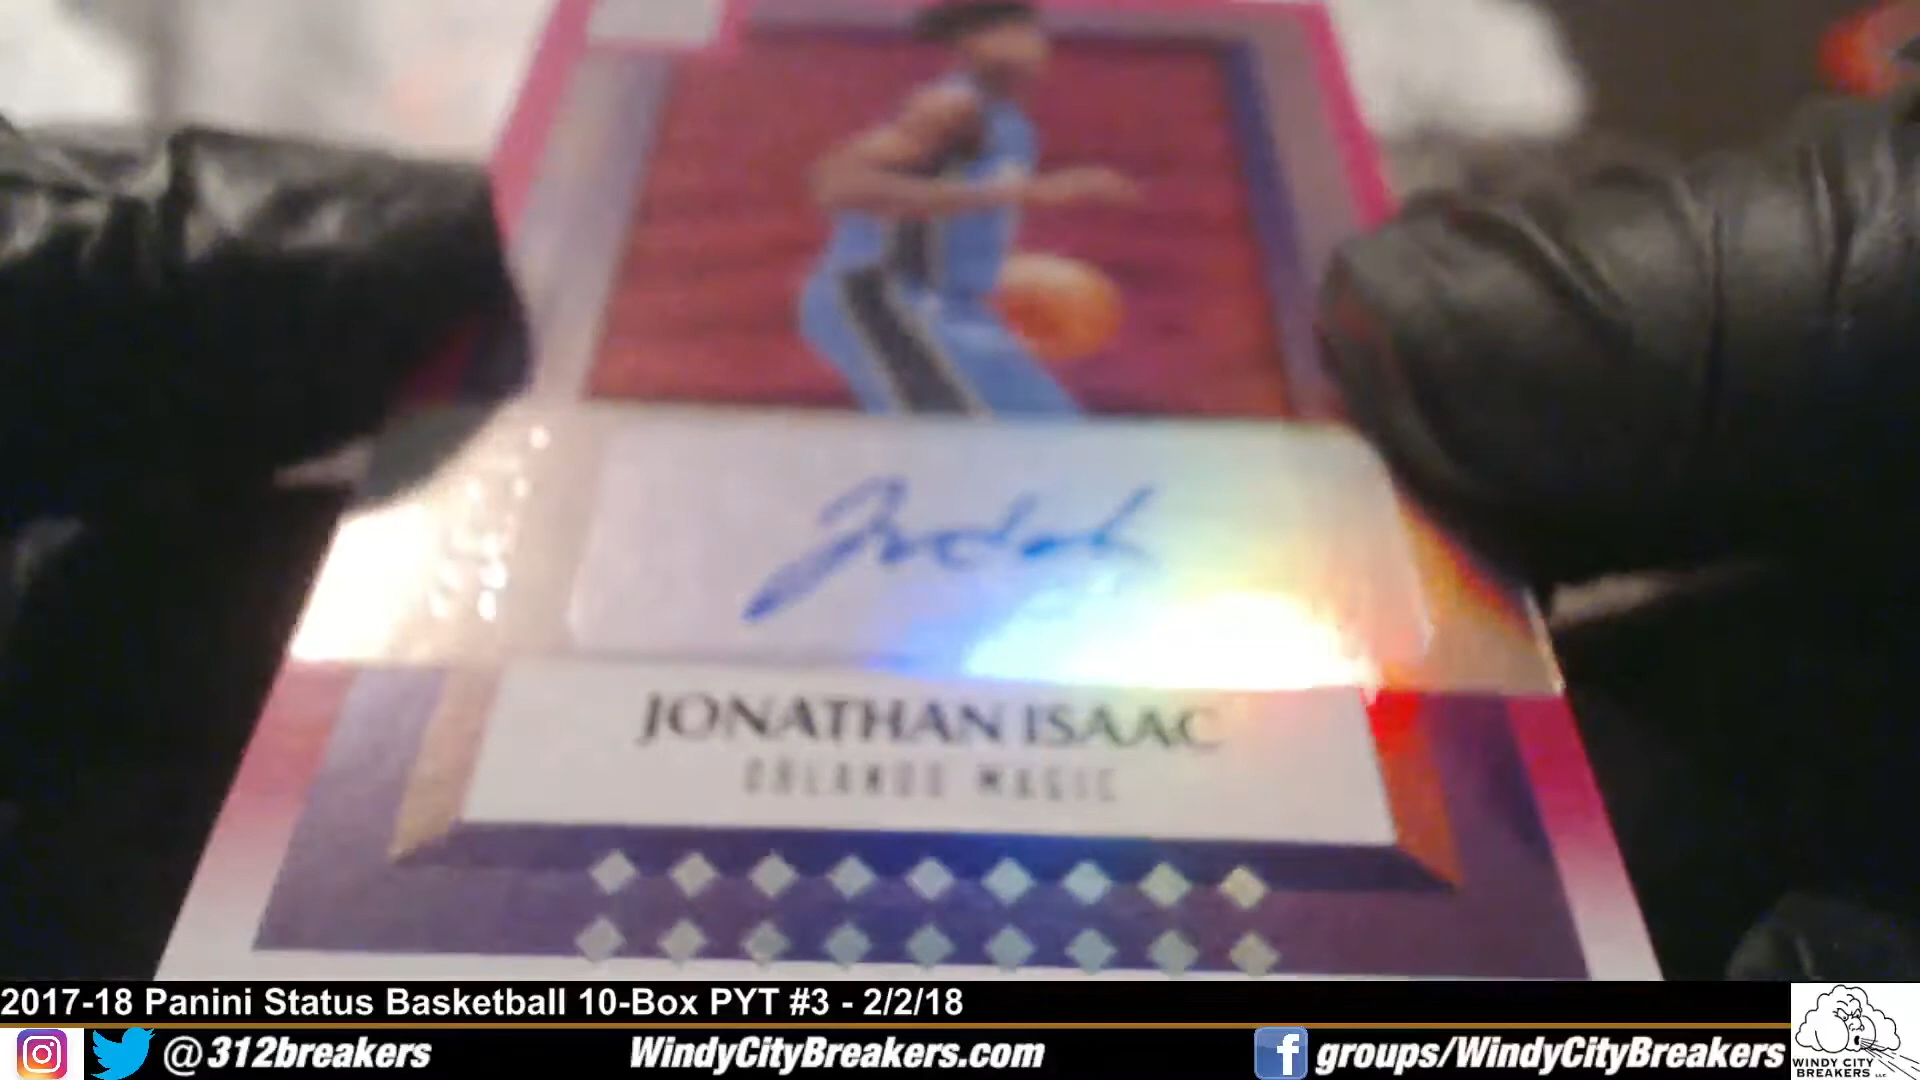 JONATHAN ISAAC
ORLANDO MAGIC
2017-18 Panini Status Basketball 10-Box PYT #3 - 2/2/18
@312breakers
WindyCityBreakers.com
f groups/WindyCityBreakers
WINDY CITY
BREAKERS LLC